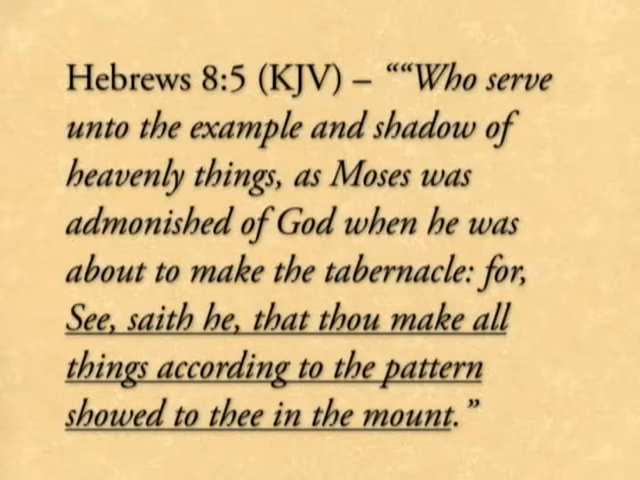 Hebrews 8:5 (KJV) – ““Who serve
unto the example and shadow of
heavenly things, as Moses was
admonished of God when he was
about to make the tabernacle: for,
See, saith he, that thou make all
things according to the pattern
showed to thee in the mount.”